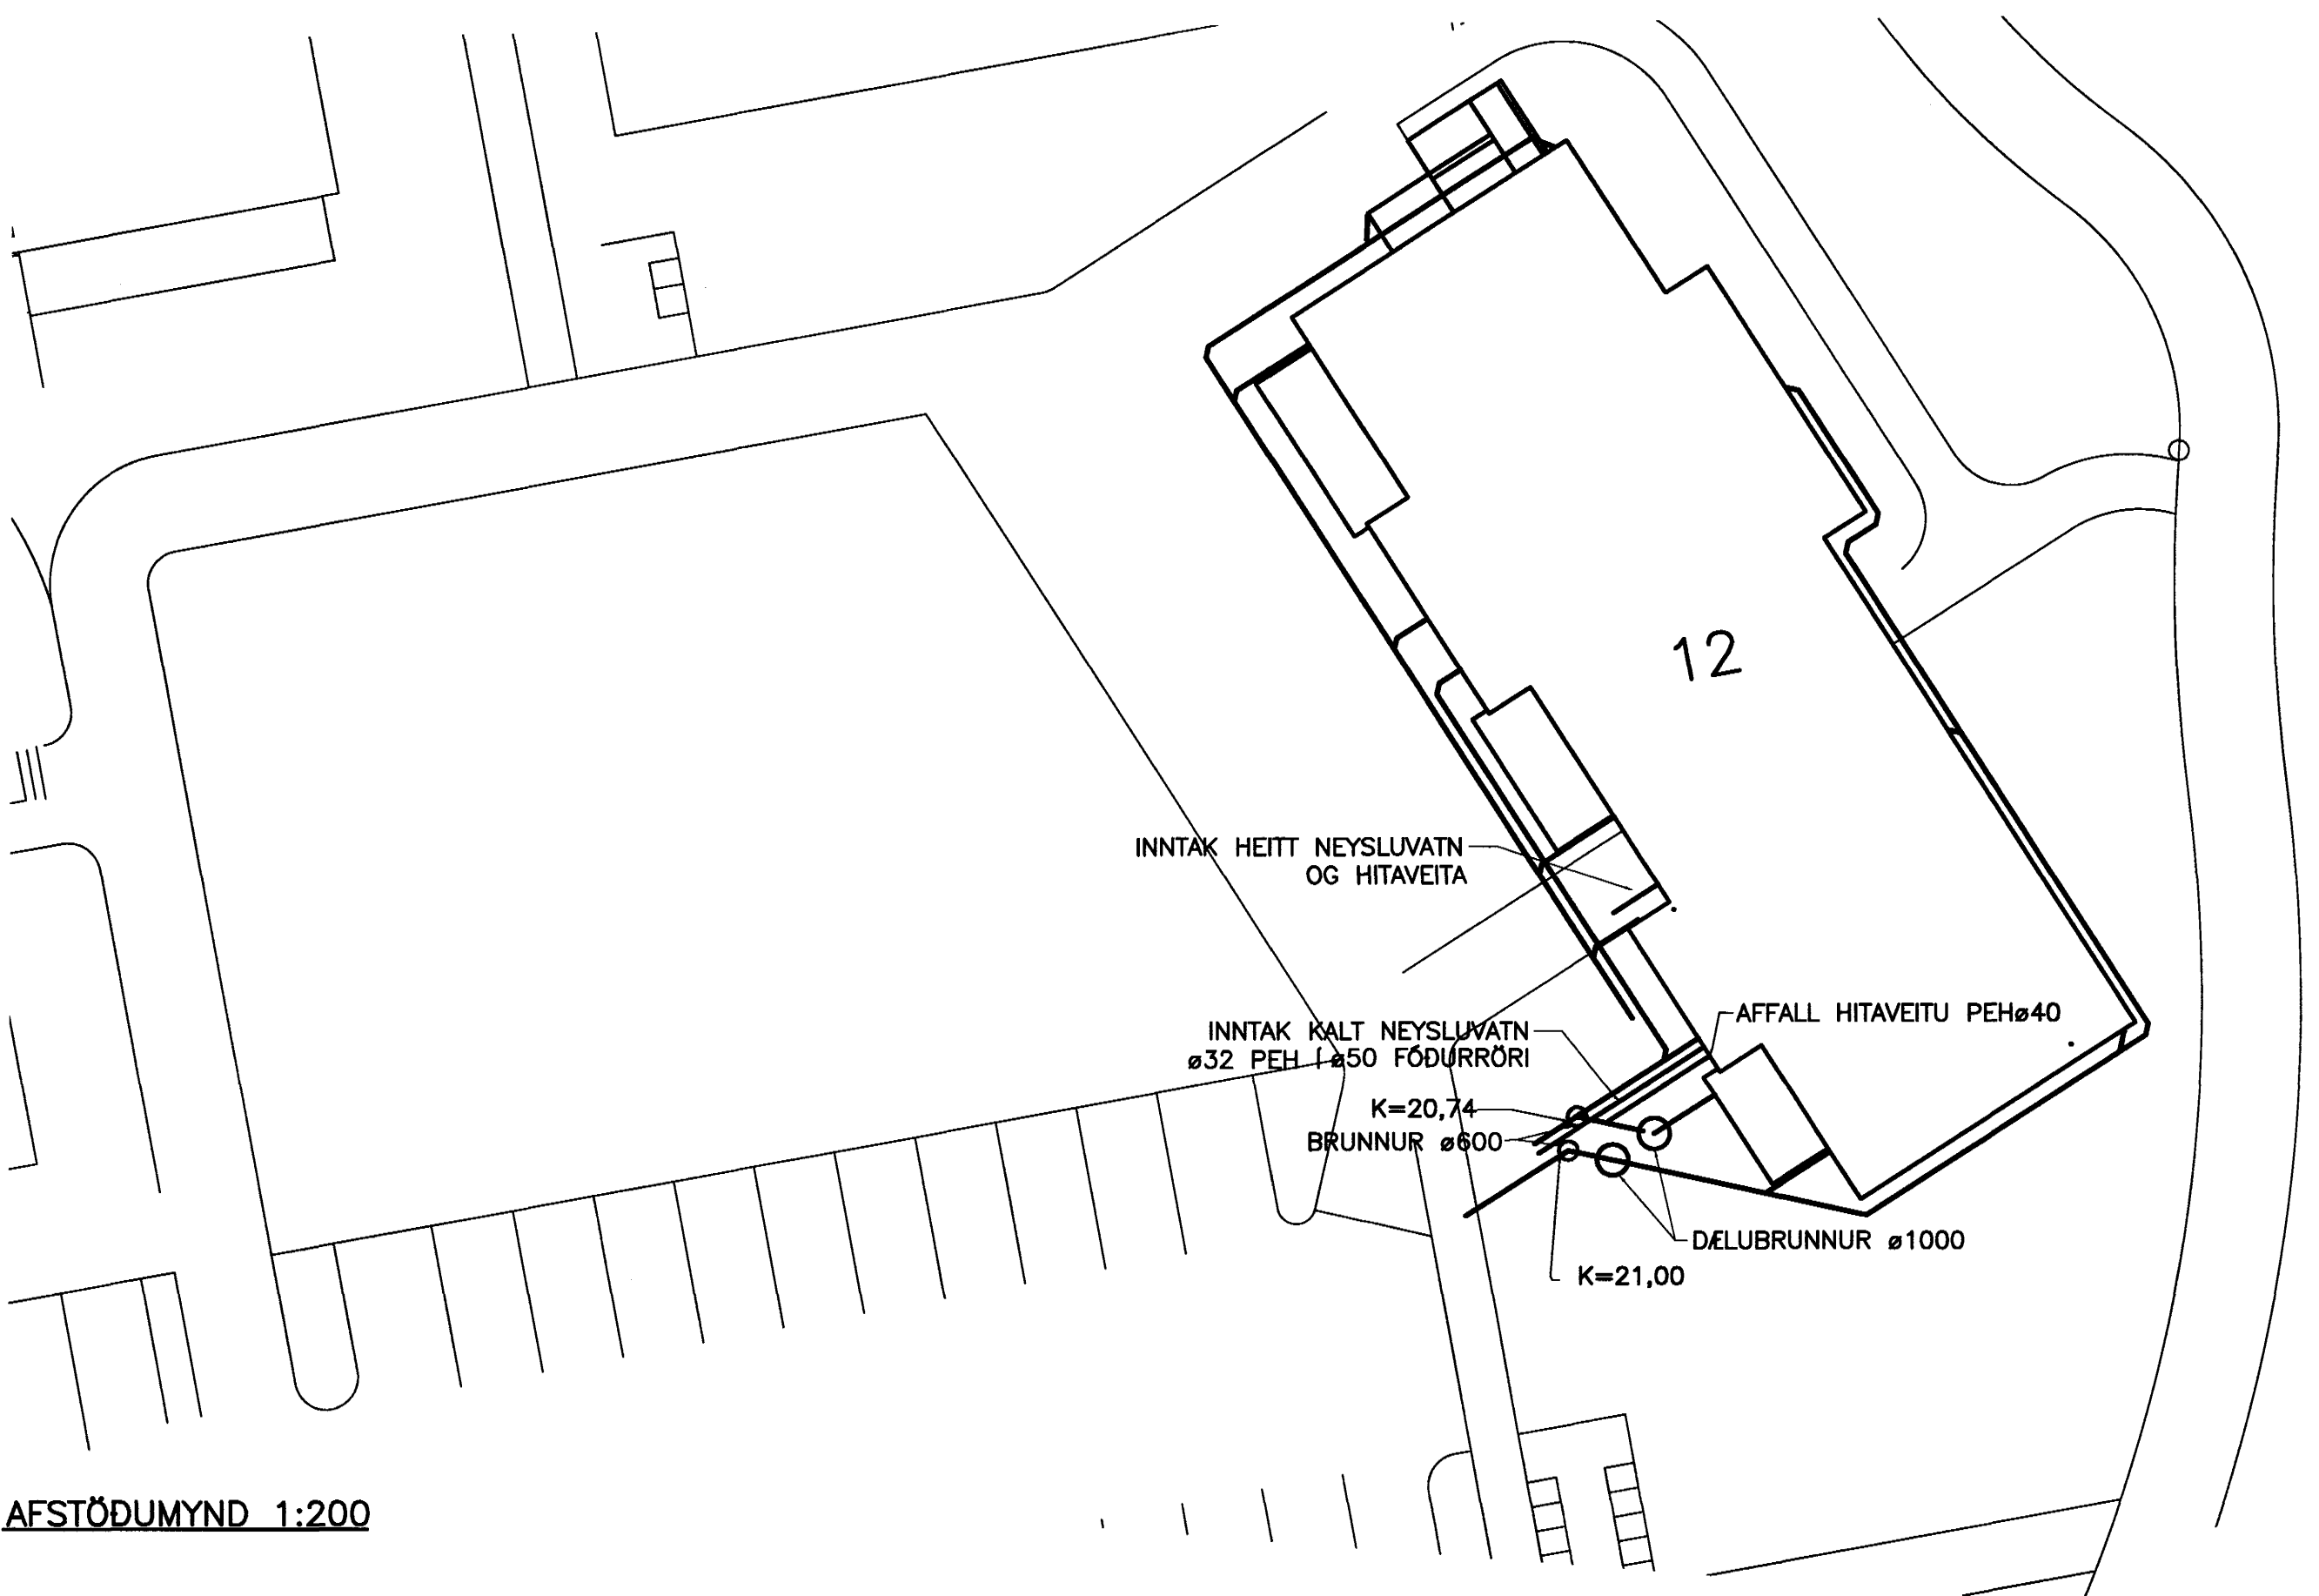 12
INNTAK HEITT NEYSLUVATN
OG HITAVEITA
AFFALL HITAVEITU PEHø40
INNTAK KALT NEYSLUVATN
ø32 PEH Í ø50 FÓÐURRÖRI
K=20,74
BRUNNUR ø600
DÆLUBRUNNUR ø1000
K=21,00
AFSTÖÐUMYND 1:200